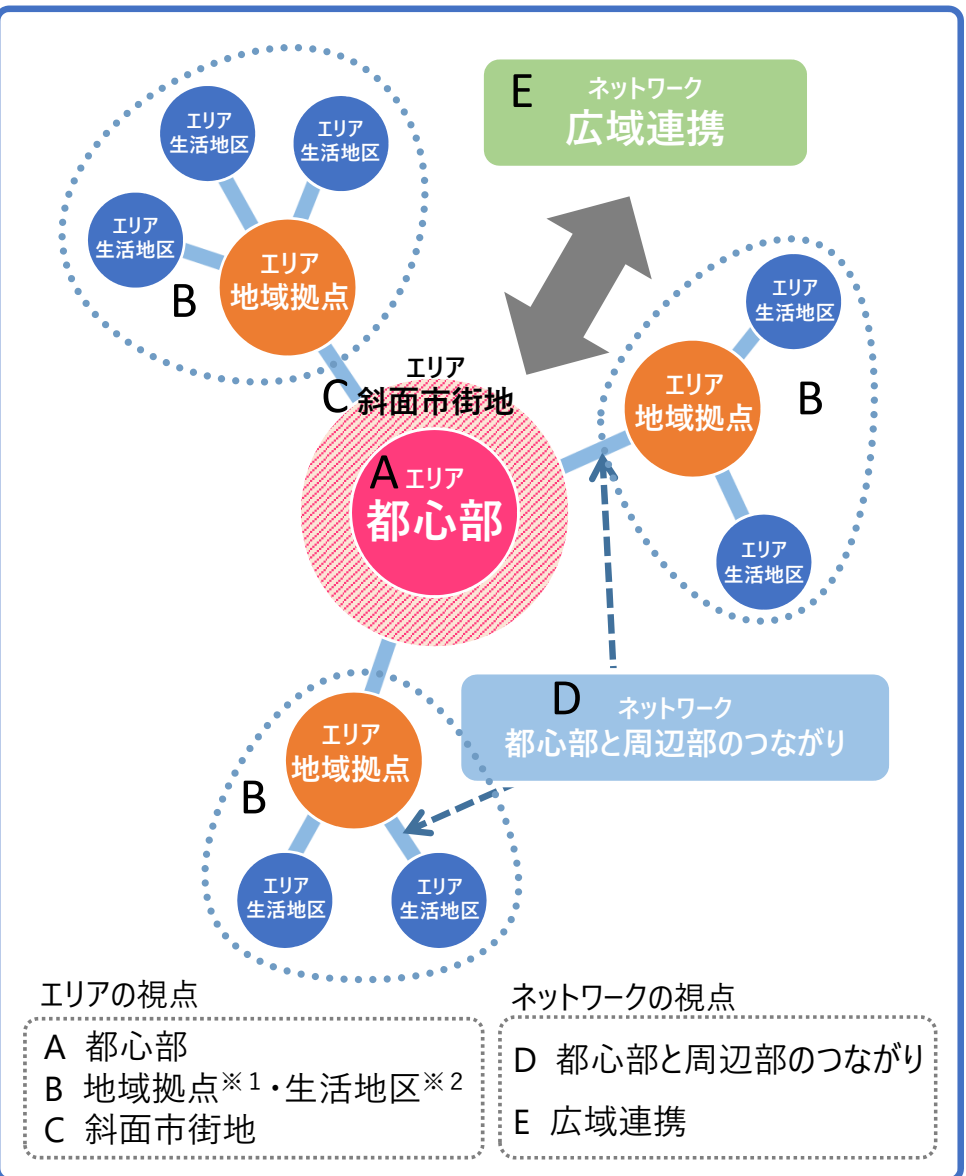 E
ネットワーク
広域連携
エリア
生活地区
エリア
生活地区
エリア
生活地区
エリア
地域拠点
B
エリア
生活地区
エリア
地域拠点
B
エリア
生活地区
C
エリア
斜面市街地
A
エリア
都心部
D
ネットワーク
都心部と周辺部のつながり
エリア
地域拠点
B
エリア
生活地区
エリア
生活地区
エリアの視点
A 都心部
B 地域拠点※1・生活地区※2
C 斜面市街地
ネットワークの視点
D 都心部と周辺部のつながり
E 広域連携